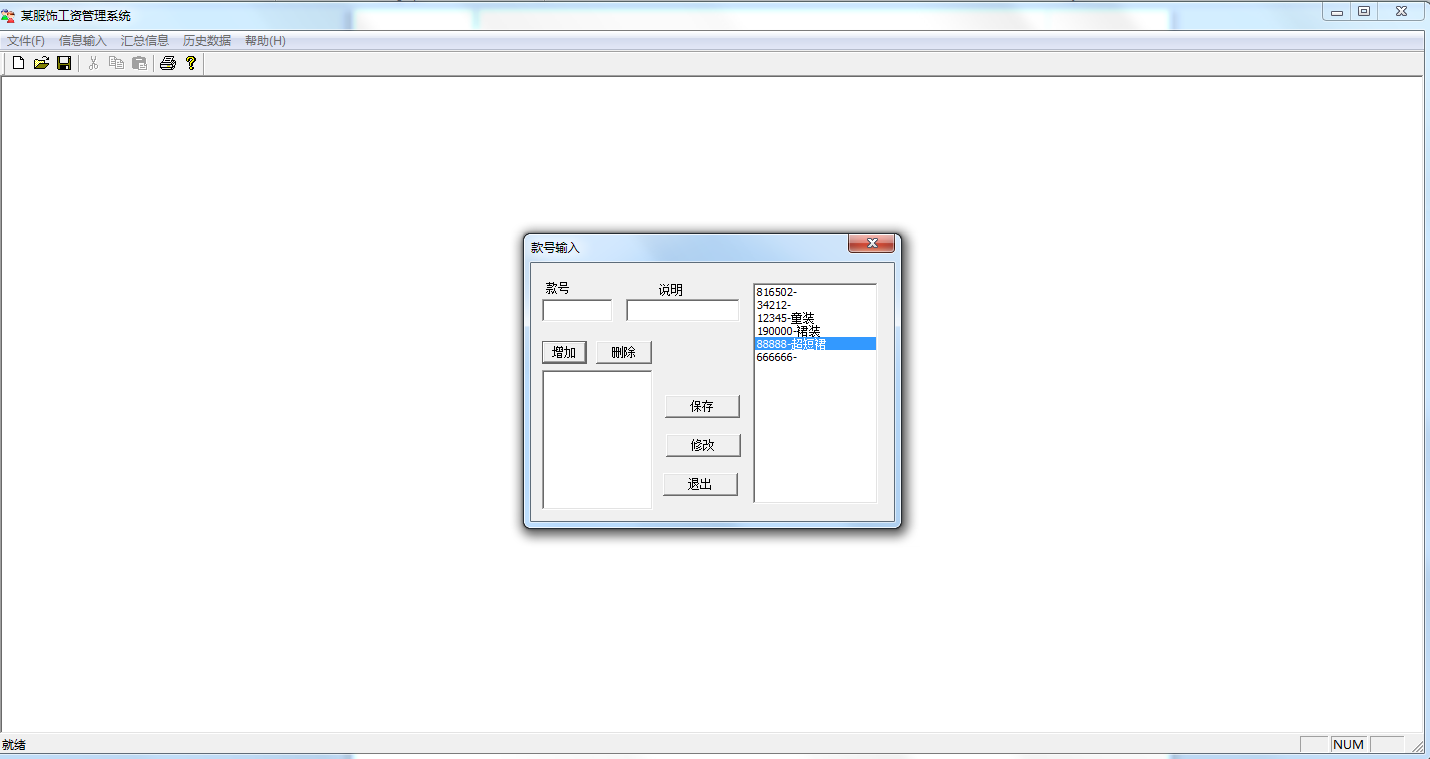 某服饰工资管理系统
文件(F) 信息输入 汇总信息 历史数据 帮助(H)
款号输入
款号 说明
816502-
34212-
12345-童装
190000-裙装
88888-超短裙
666666-
增加 删除
保存
修改
退出
就绪 NUM